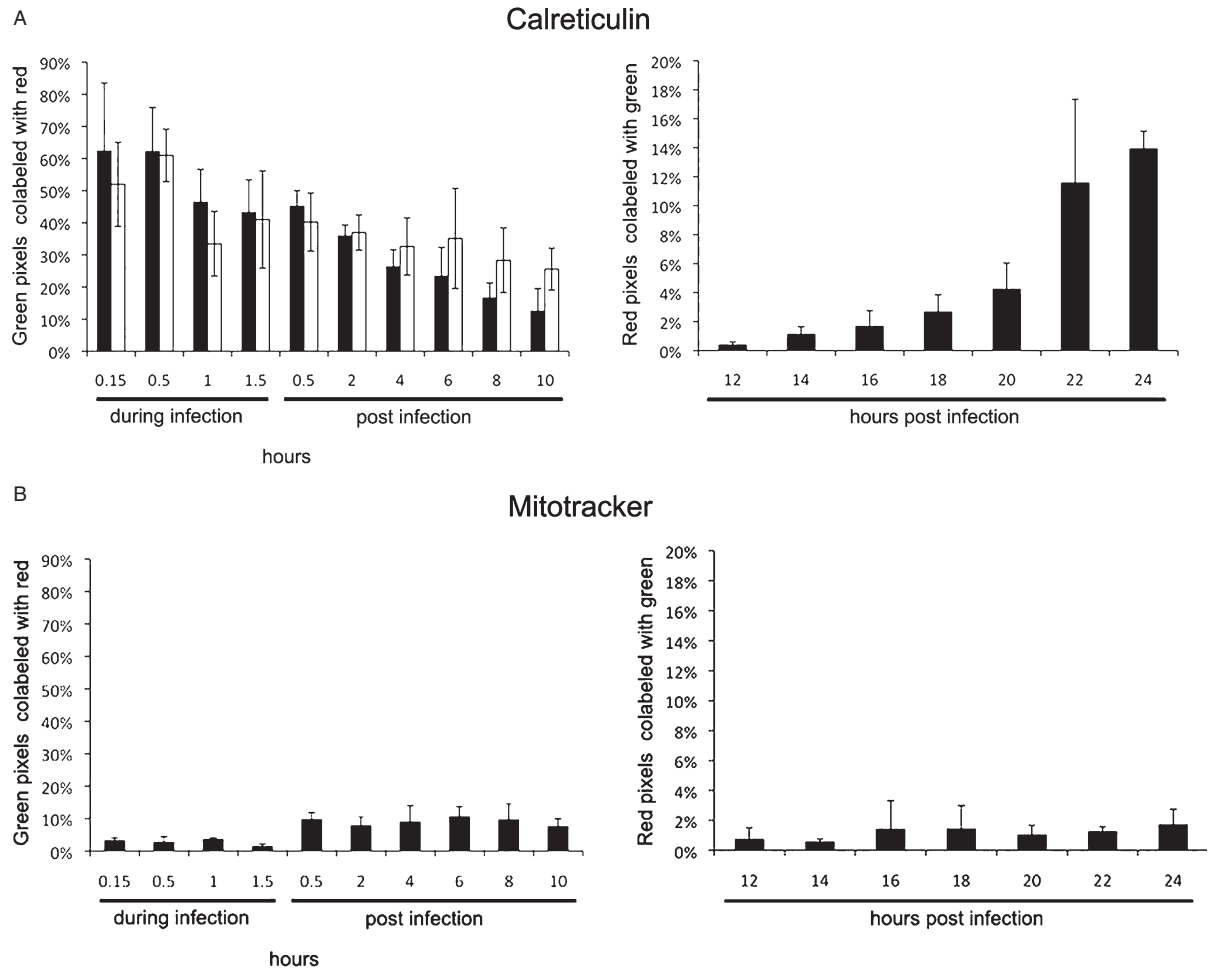 A
Calreticulin
Green pixels colabeled with red
90%
80%
70%
60%
50%
40%
30%
20%
10%
0%
0.15 0.5 1 1.5 0.5 2 4 6 8 10
during infection post infection
hours
Red pixels colabeled with green
20%
18%
16%
14%
12%
10%
8%
6%
4%
2%
0%
12 14 16 18 20 22 24
hours post infection
B
Mitotracker
Green pixels colabeled with red
90%
80%
70%
60%
50%
40%
30%
20%
10%
0%
0.15 0.5 1 1.5 0.5 2 4 6 8 10
during infection post infection
hours
Red pixels colabeled with green
20%
18%
16%
14%
12%
10%
8%
6%
4%
2%
0%
12 14 16 18 20 22 24
hours post infection